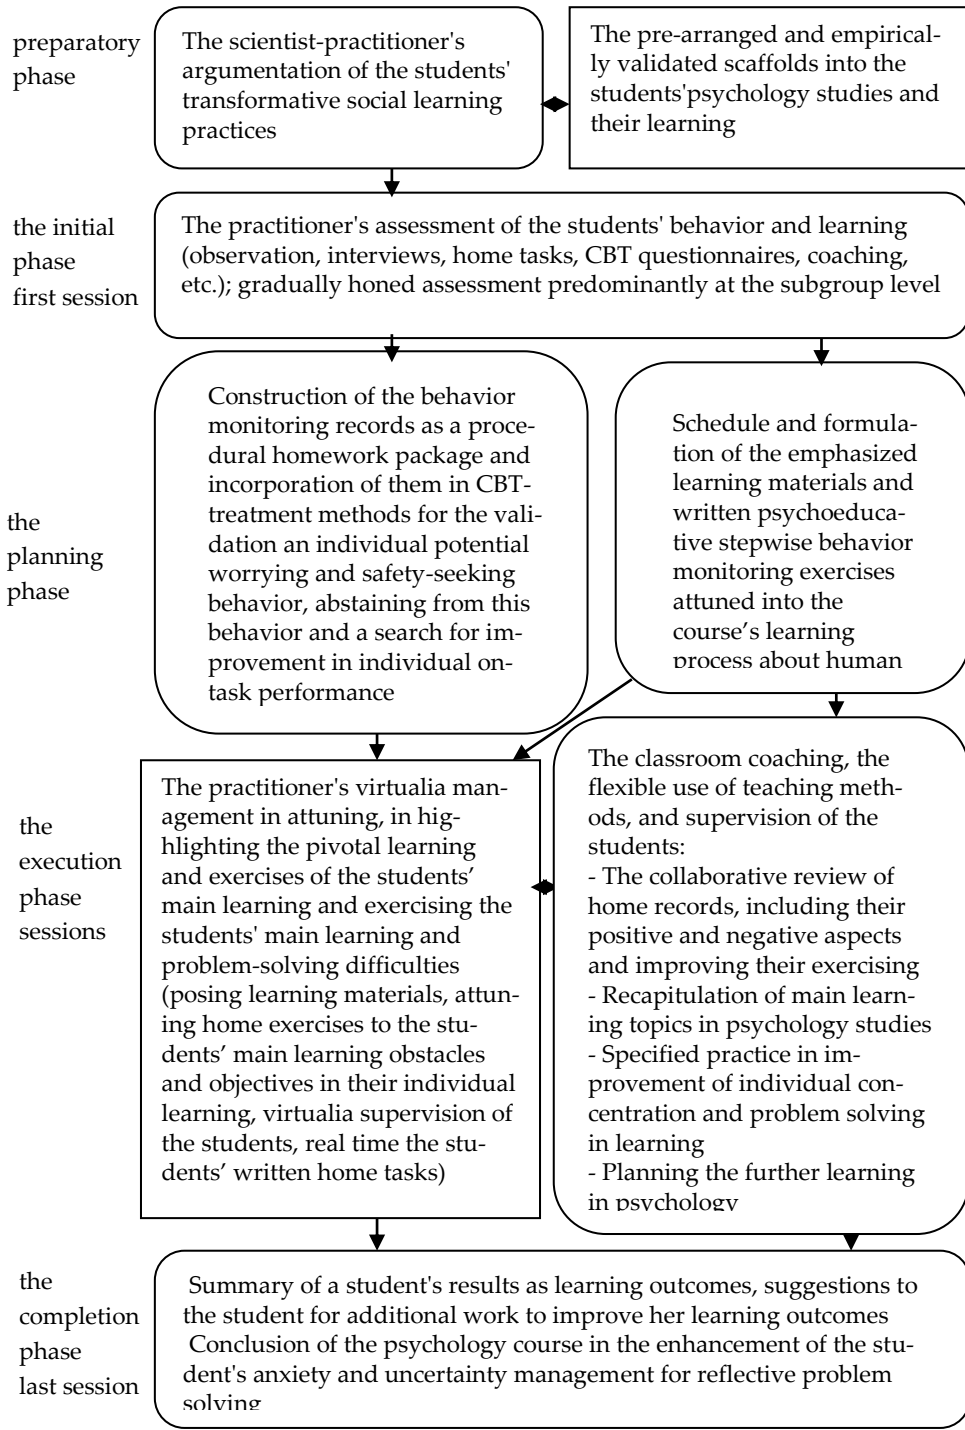 preparatory
phase
The scientist-practitioner's
argumentation of the students'
transformative social learning
practices
The pre-arranged and empirical-
ly validated scaffolds into the
students'psychology studies and
their learning
the initial
phase
first session
The practitioner's assessment of the students' behavior and learning
(observation, interviews, home tasks, CBT questionnaires, coaching,
etc.); gradually honed assessment predominantly at the subgroup level
the
planning
phase
Construction of the behavior
monitoring records as a proce-
dural homework package and
incorporation of them in CBT-
treatment methods for the vali-
dation an individual potential
worrying and safety-seeking
behavior, abstaining from this
behavior and a search for im-
provement in individual on-
task performance
Schedule and formula-
tion of the emphasized
learning materials and
written psychoeduca-
tive stepwise behavior
monitoring exercises
attuned into the
course’s learning
process about human
the
execution
phase
sessions
The practitioner's virtualia man-
agement in attuning, in hig-
hlighting the pivotal learning
and exercises of the students’
main learning and exercising the
students' main learning and
problem-solving difficulties
(posing learning materials, attun-
ing home exercises to the stu-
dents’ main learning obstacles
and objectives in their individual
learning, virtualia supervision of
the students, real time the stu-
dents’ written home tasks)
The classroom coaching, the
flexible use of teaching meth-
ods, and supervision of the
students:
- The collaborative review of
home records, including their
positive and negative aspects
and improving their exercising
- Recapitulation of main learn-
ing topics in psychology studies
- Specified practice in im-
provement of individual con-
centration and problem solving
in learning
- Planning the further learning
in psychology
the
completion
phase
last session
Summary of a student's results as learning outcomes, suggestions to
the student for additional work to improve her learning outcomes
Conclusion of the psychology course in the enhancement of the stu-
dent's anxiety and uncertainty management for reflective problem
solving